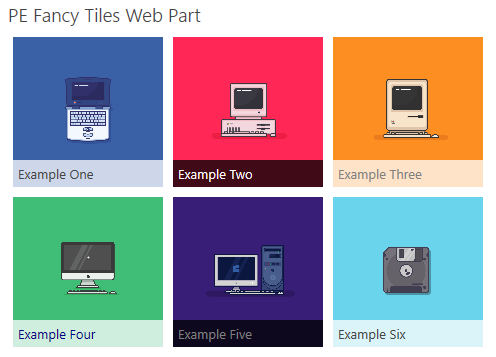 PE Fancy Tiles Web Part
Example One
Example Two
Example Three
Example Four
Example Five
Example Six